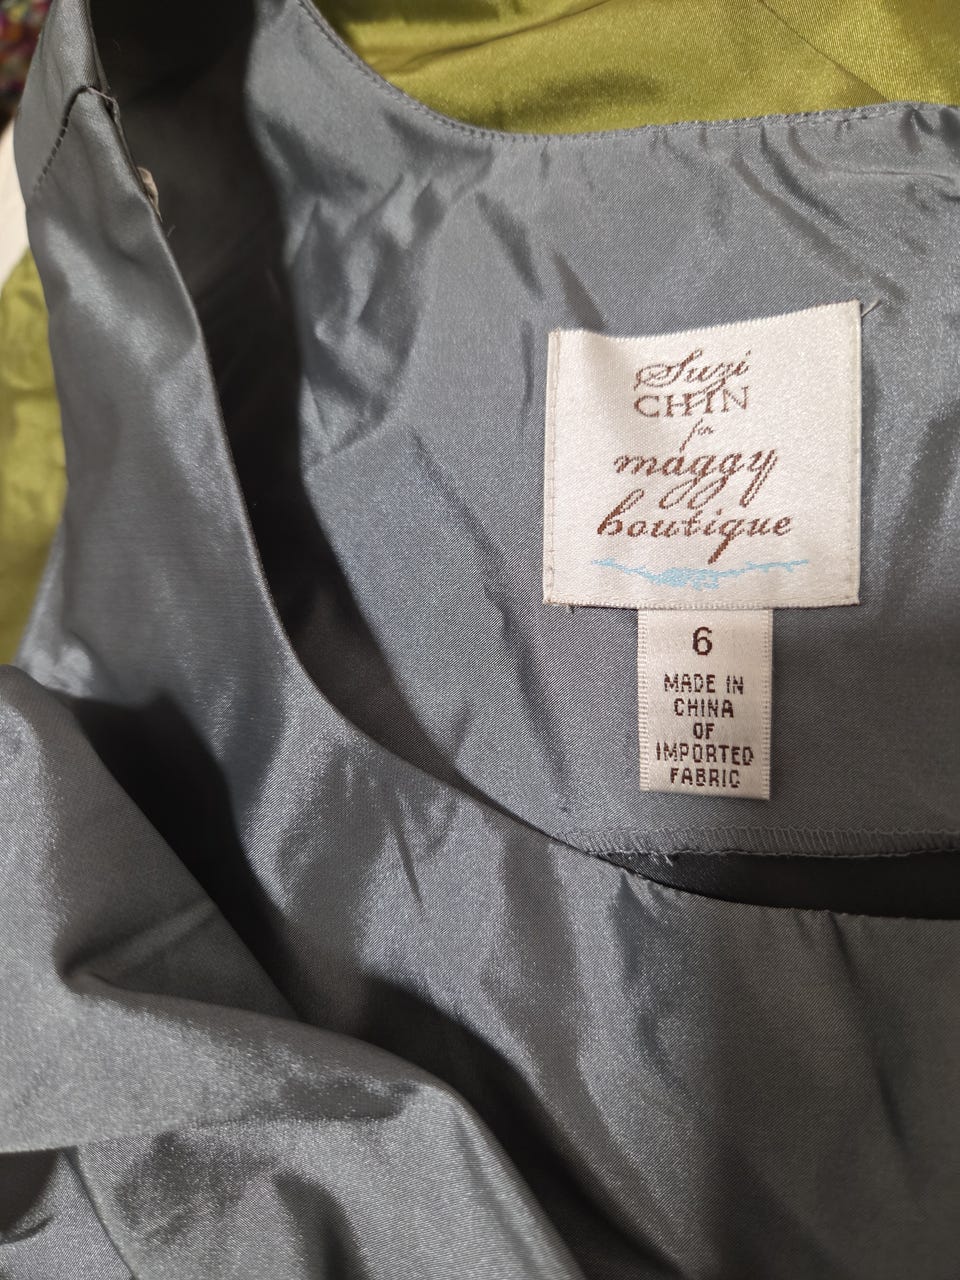 Suzi
CHIN
for
maggy
boutique
6
MADE IN
CHINA
OF
IMPORTED
FABRIC